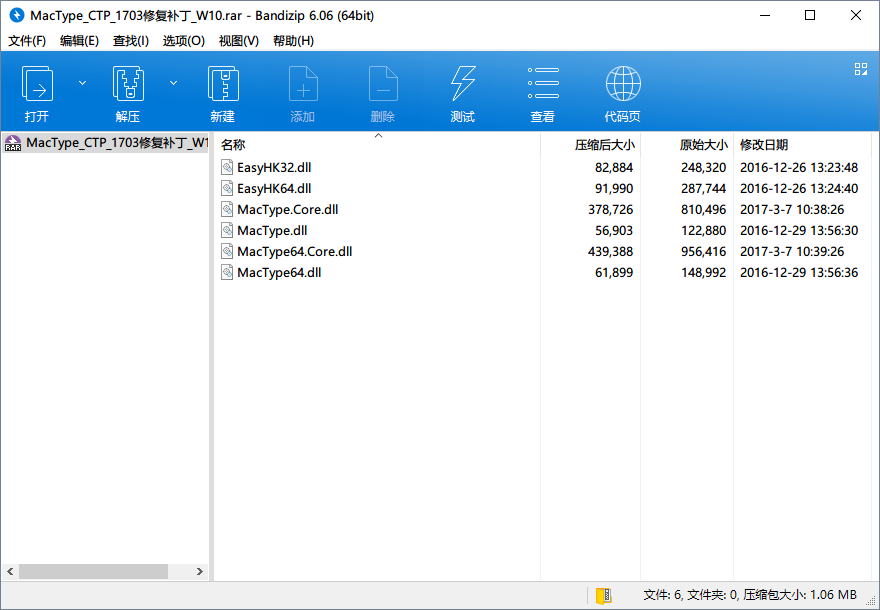 MacType_CTP_1703修复补丁_W10.rar - Bandizip 6.06 (64bit)
文件(F) 编辑(E) 查找(I) 选项(O) 视图(V) 帮助(H)
打开 解压 新建 添加 删除 测试 查看 代码页
MacType_CTP_1703修复补丁_W1
名称 压缩后大小 原始大小 修改日期
EasyHK32.dll 82,884 248,320 2016-12-26 13:23:48
EasyHK64.dll 91,990 287,744 2016-12-26 13:24:40
MacType.Core.dll 378,726 810,496 2017-3-7 10:38:26
MacType.dll 56,903 122,880 2016-12-29 13:56:30
MacType64.Core.dll 439,388 956,416 2017-3-7 10:39:26
MacType64.dll 61,899 148,992 2016-12-29 13:56:36
文件: 6, 文件夹: 0, 压缩包大小: 1.06 MB